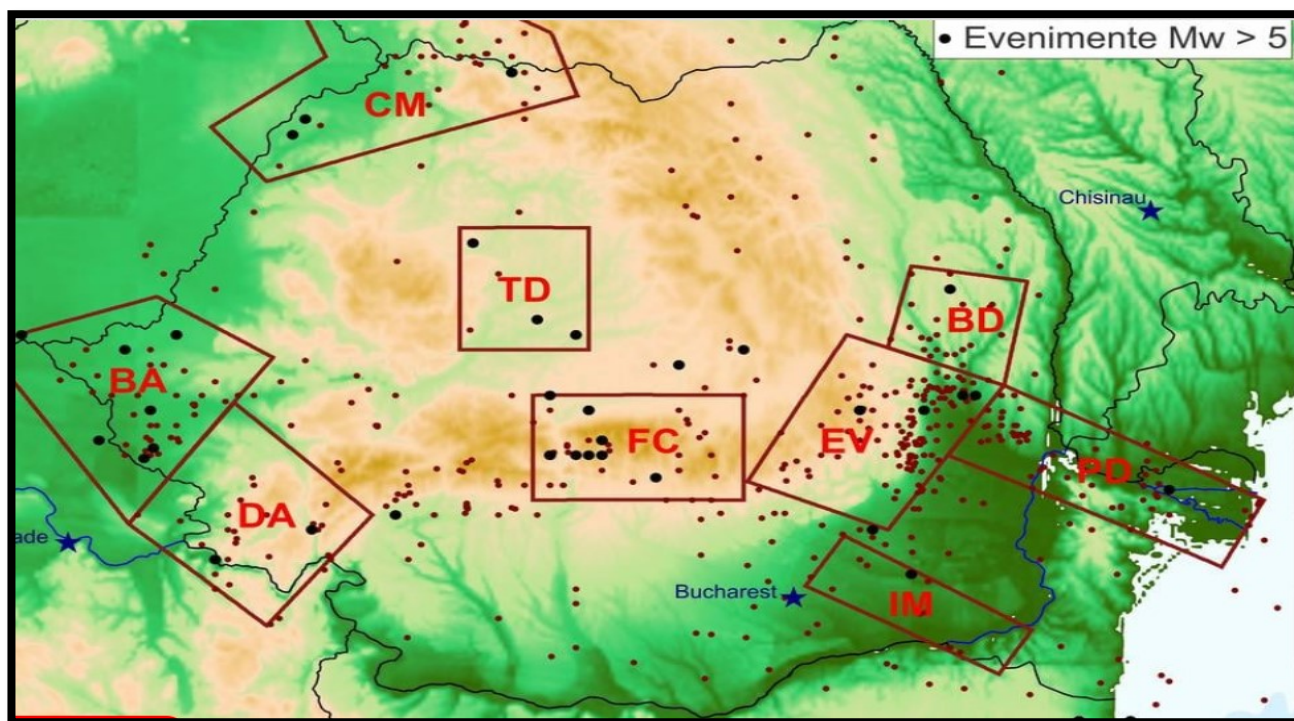 • Evenimente Mw > 5
CM
Chisinau
TD
BD
BA
FC
EV
PD
DA
ade
Bucharest
IM